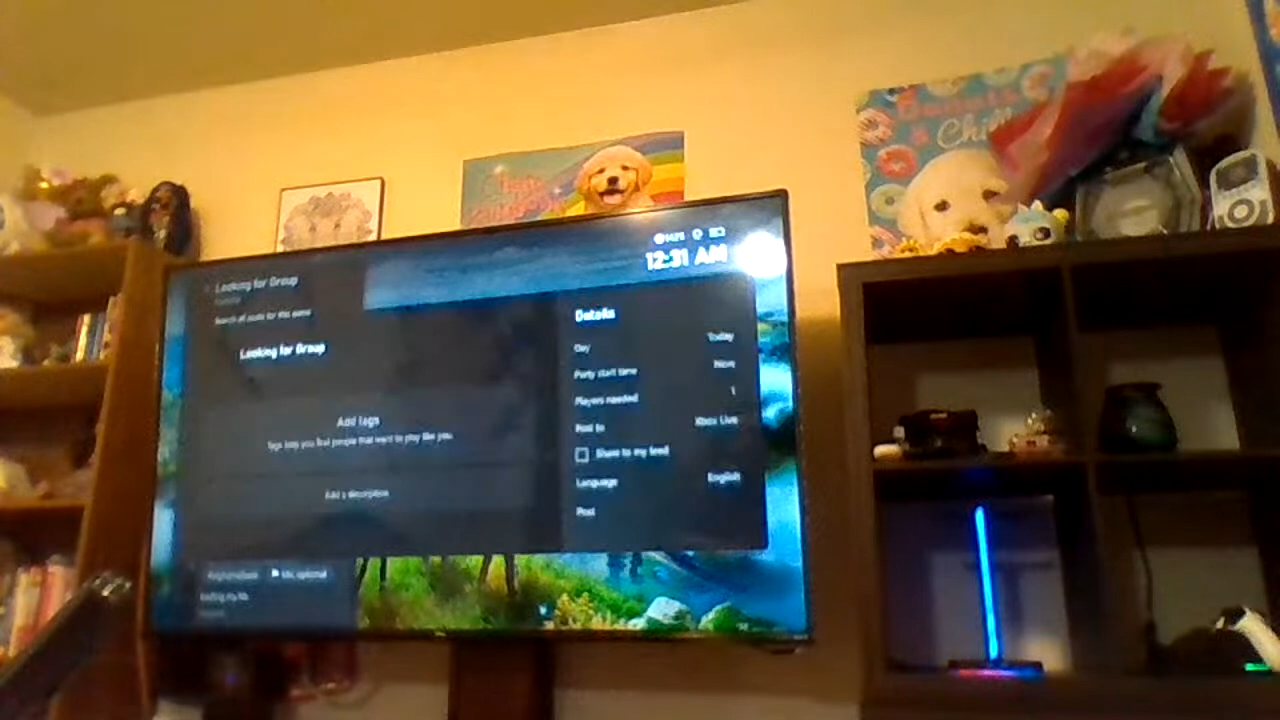 Donuts
& Chill
12:31 AM
Looking for Group
Looking for Group
Add tags
Tags help you find people that want to play like you.
Add a description
Details
Day
Today
Party start time
Now
Players needed
1
Post to
Xbox Live
Share to my feed
Language
English
Post
Mic optional